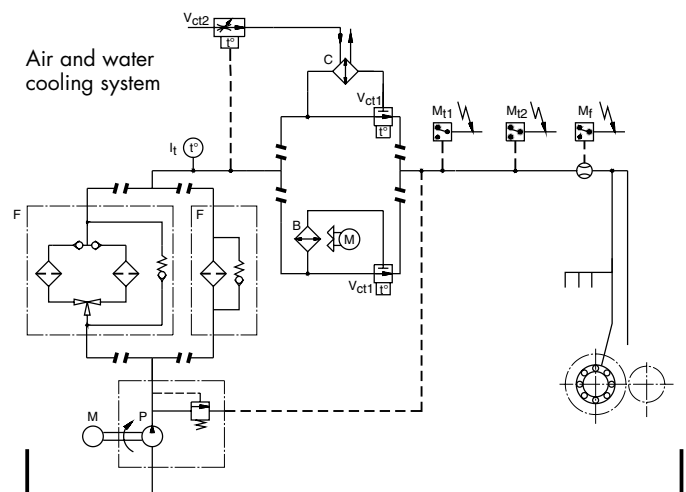 Vct2
t°
Air and water
cooling system
C
Vct1
t°
Mt1
Mt2
Mf
It
t°
F
F
B
M
Vct1
t°
M
P